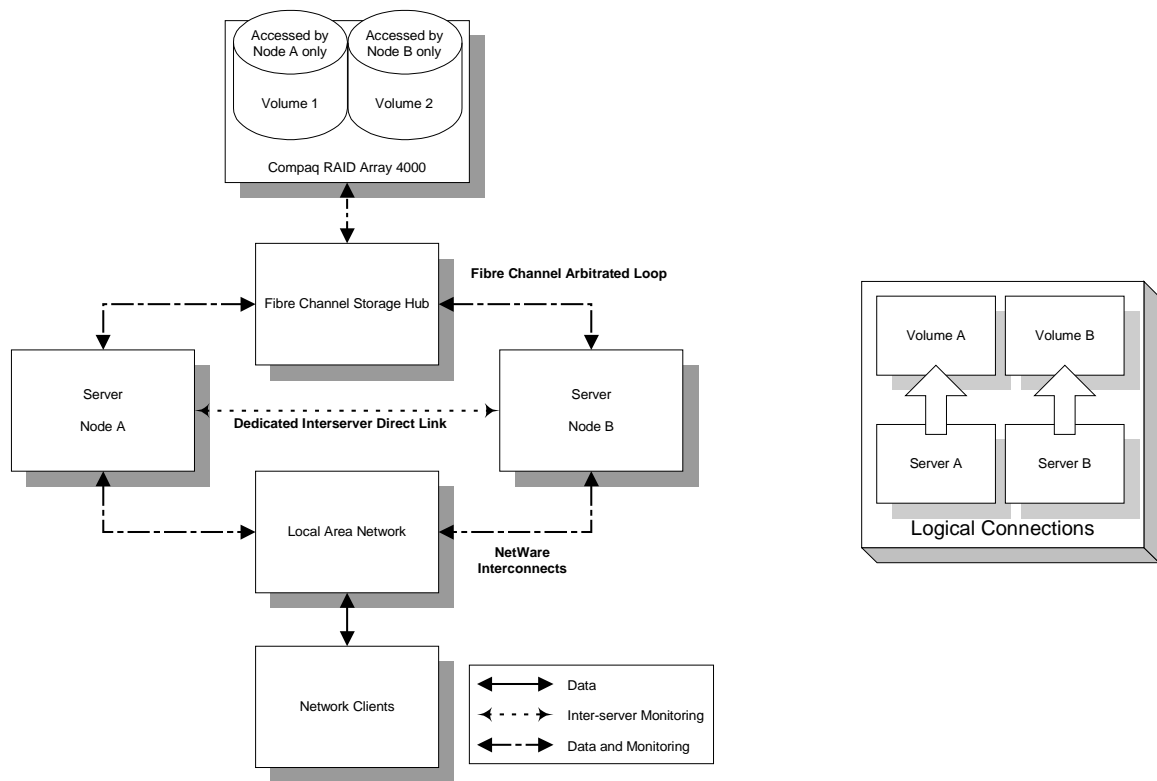 Accessed by
Node A only
Accessed by
Node B only
Volume 1
Volume 2
Compaq RAID Array 4000
Fibre Channel Storage Hub
Fibre Channel Arbitrated Loop
Server
Node A
Server
Node B
Dedicated Interserver Direct Link
Local Area Network
NetWare
Interconnects
Network Clients
Data
Inter-server Monitoring
Data and Monitoring
Volume A
Volume B
Server A
Server B
Logical Connections